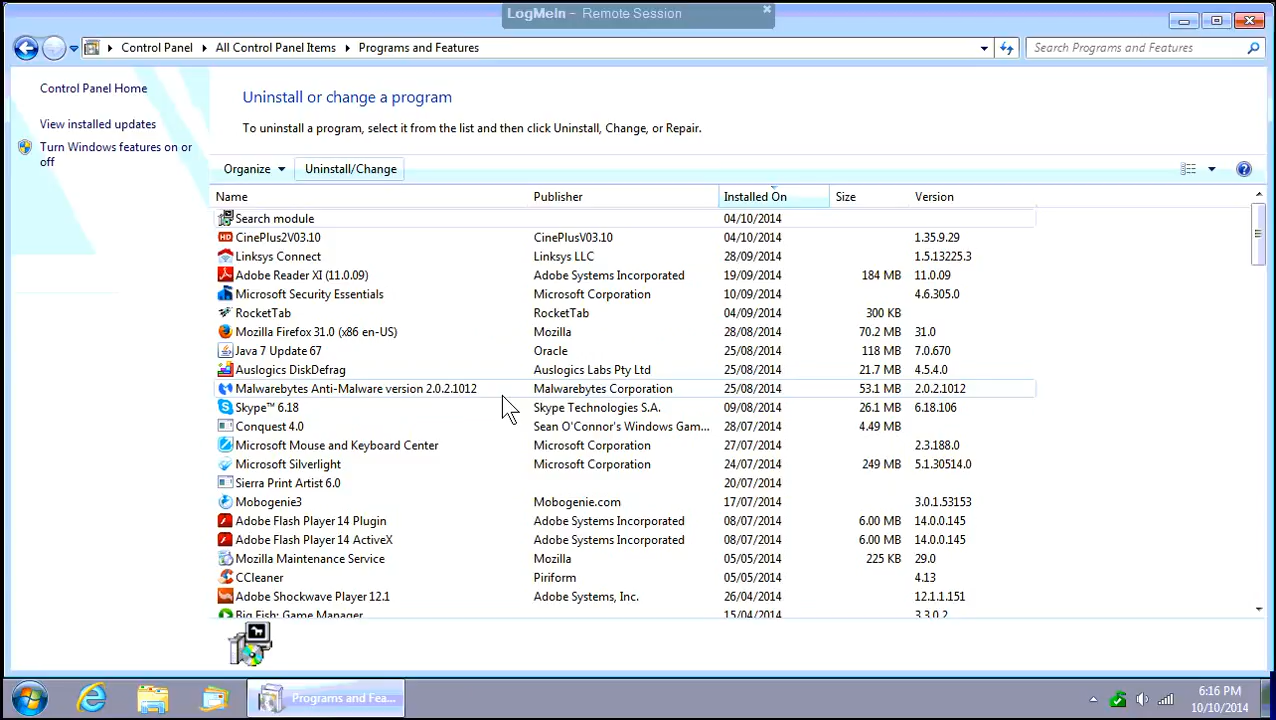 LogMeIn - Remote Session
Control Panel All Control Panel Items Programs and Features Search Programs and Features
Control Panel Home
View installed updates
Turn Windows features on or off
Uninstall or change a program
To uninstall a program, select it from the list and then click Uninstall, Change, or Repair.
Organize Uninstall/Change
Name Publisher Installed On Size Version
Search module 04/10/2014
CinePlus2V03.10 CinePlusV03.10 04/10/2014 1.35.9.29
Linksys Connect Linksys LLC 28/09/2014 1.5.13225.3
Adobe Reader XI (11.0.09) Adobe Systems Incorporated 19/09/2014 184 MB 11.0.09
Microsoft Security Essentials Microsoft Corporation 10/09/2014 4.6.305.0
RocketTab RocketTab 04/09/2014 300 KB
Mozilla Firefox 31.0 (x86 en-US) Mozilla 28/08/2014 70.2 MB 31.0
Java 7 Update 67 Oracle 25/08/2014 118 MB 7.0.670
Auslogics DiskDefrag Auslogics Labs Pty Ltd 25/08/2014 21.7 MB 4.5.4.0
Malwarebytes Anti-Malware version 2.0.2.1012 Malwarebytes Corporation 25/08/2014 53.1 MB 2.0.2.1012
Skype™ 6.18 Skype Technologies S.A. 09/08/2014 26.1 MB 6.18.106
Conquest 4.0 Sean O'Connor's Windows Gam... 28/07/2014 4.49 MB
Microsoft Mouse and Keyboard Center Microsoft Corporation 27/07/2014 2.3.188.0
Microsoft Silverlight Microsoft Corporation 24/07/2014 249 MB 5.1.30514.0
Sierra Print Artist 6.0 20/07/2014
Mobogenie3 Mobogenie.com 17/07/2014 3.0.1.53153
Adobe Flash Player 14 Plugin Adobe Systems Incorporated 08/07/2014 6.00 MB 14.0.0.145
Adobe Flash Player 14 ActiveX Adobe Systems Incorporated 08/07/2014 6.00 MB 14.0.0.145
Mozilla Maintenance Service Mozilla 05/05/2014 225 KB 29.0
CCleaner Piriform 05/05/2014 4.13
Adobe Shockwave Player 12.1 Adobe Systems, Inc. 26/04/2014 12.1.1.151
Big Fish: Game Manager 15/04/2014 3.3.0.2
Programs and Fea...
6:16 PM
10/10/2014